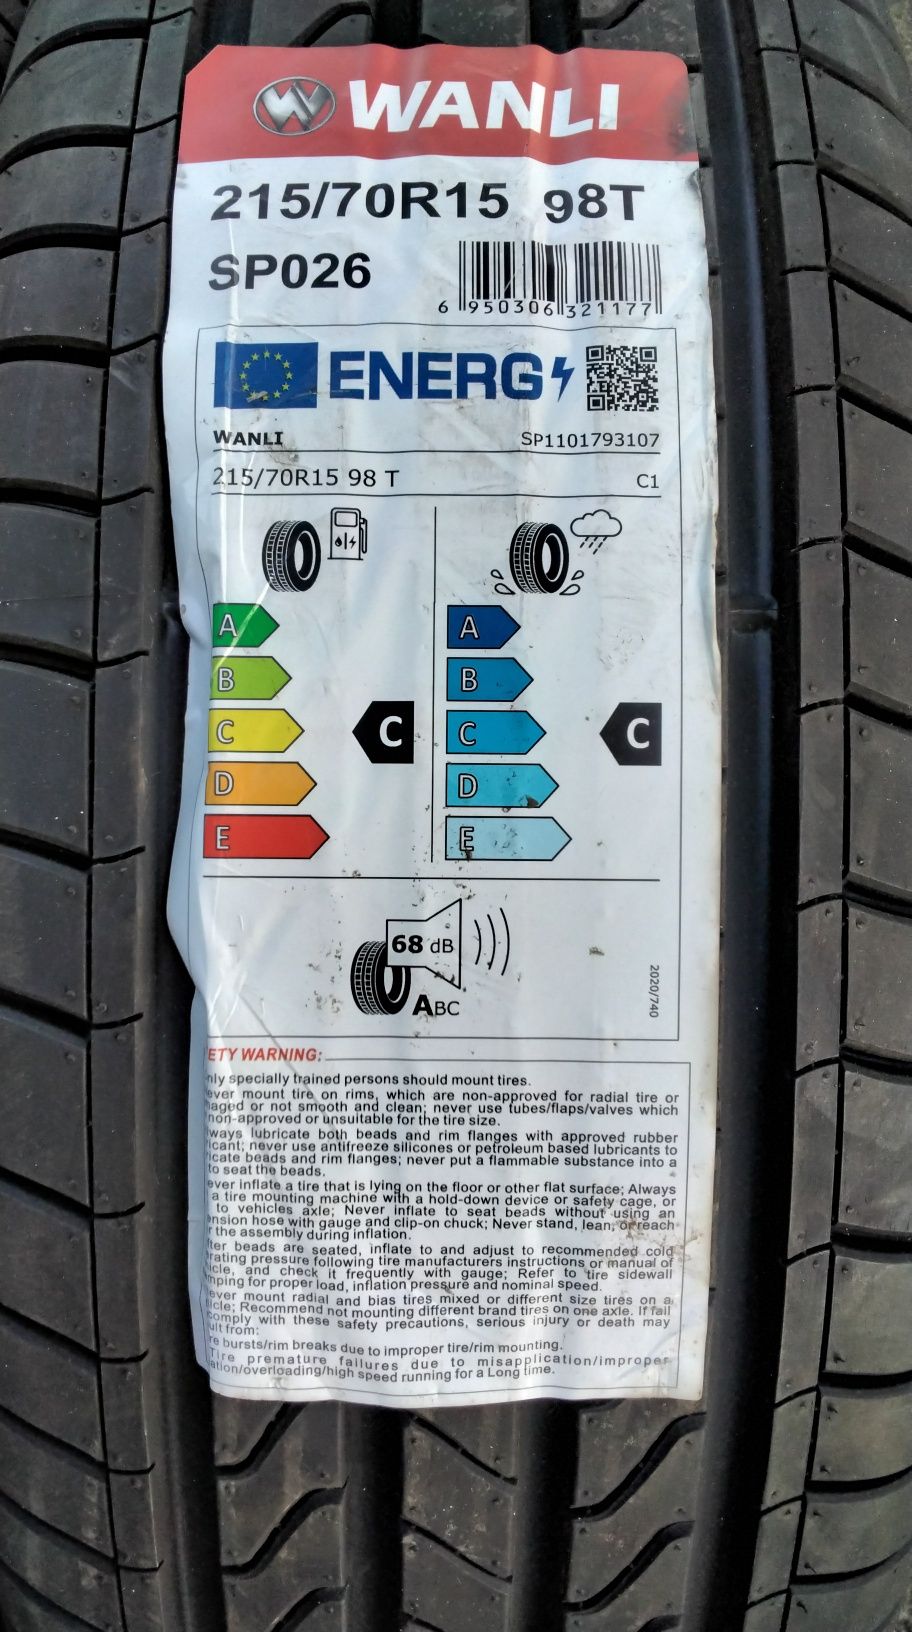 WANLI
215/70R15 98T
SP026
6 950306 321177
ENERG
WANLI SP1101793107
215/70R15 98 T C1
A A
B B
C C C C
D D
E E
68 dB
ABC
2020/740
ETY WARNING:
nly specially trained persons should mount tires.
ever mount tire on rims, which are non-approved for radial tire or
aged or not smooth and clean; never use tubes/flaps/valves which
non-approved or unsuitable for the tire size.
ways lubricate both beads and rim flanges with approved rubber
icant; never use antifreeze silicones or petroleum based lubricants to
icate beads and rim flanges; never put a flammable substance into a
to seat the beads.
ever inflate a tire that is lying on the floor or other flat surface; Always
a tire mounting machine with a hold-down device or safety cage, or
to vehicles axle; Never inflate to seat beads without using an
ension hose with gauge and clip-on chuck; Never stand, lean, or reach
r the assembly during inflation.
ter beads are seated, inflate to and adjust to recommended cold
rating pressure following tire manufacturers instructions or manual of
icle, and check it frequently with gauge; Refer to tire sidewall
mping for proper load, inflation pressure and nominal speed.
ever mount radial and bias tires mixed or different size tires on a
icle; Recommend not mounting different brand tires on one axle. If fail
comply with these safety precautions, serious injury or death may
ult from:
re bursts/rim breaks due to improper tire/rim mounting.
Tire premature failures due to misapplication/improper
ation/overloading/high speed running for a Long time.